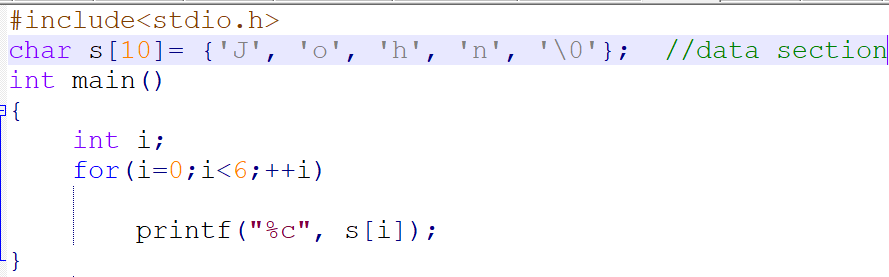 #include<stdio.h>
char s[10]= {'J', 'o', 'h', 'n', '\0'};  //data section
int main()
{
    int i;
    for(i=0;i<6;++i)
        printf("%c", s[i]);
}